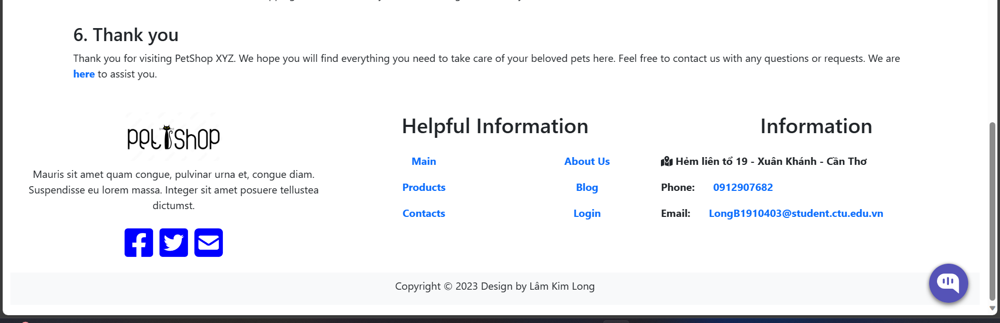 6. Thank you
Thank you for visiting PetShop XYZ. We hope you will find everything you need to take care of your beloved pets here. Feel free to contact us with any questions or requests. We are
here to assist you.
petshop
Mauris sit amet quam congue, pulvinar urna et, congue diam.
Suspendisse eu lorem massa. Integer sit amet posuere tellustea
dictumst.
Helpful Information
Main
About Us
Products
Blog
Contacts
Login
Information
Hẻm liên tổ 19 - Xuân Khánh - Cần Thơ
Phone: 0912907682
Email: LongB1910403@student.ctu.edu.vn
Copyright © 2023 Design by Lâm Kim Long